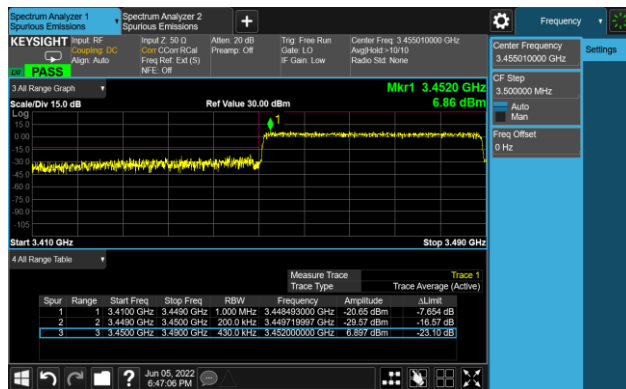 Spectrum Analyzer 1
Spurious Emissions
Spectrum Analyzer 2
Spurious Emissions
Frequency
KEYSIGHT Input: RF
Coupling: DC
Align: Auto
Input Z: 50 Ω
Corr CCorr RCal
Freq Ref: Ext (S)
NFE: Off
Atten: 20 dB
Preamp: Off
Trig: Free Run
Gate: LO
IF Gain: Low
Center Freq: 3.455010000 GHz
Avg|Hold:>10/10
Radio Std: None
PASS
Center Frequency
3.455010000 GHz
Settings
CF Step
3.500000 MHz
Auto
Man
Freq Offset
0 Hz
3 All Range Graph
Scale/Div 15.0 dB
Ref Value 30.00 dBm
Mkr1 3.4520 GHz
6.86 dBm
Log
15.0
0.00
-15.0
-30.0
-45.0
-60.0
-75.0
-90.0
-105
1
Start 3.410 GHz
Stop 3.490 GHz
4 All Range Table
Measure Trace Trace 1
Trace Type Trace Average (Active)
Spur Range Start Freq Stop Freq RBW Frequency Amplitude ΔLimit
1 1 3.4100 GHz 3.4490 GHz 1.000 MHz 3.448493000 GHz -20.65 dBm -7.654 dB
2 2 3.4490 GHz 3.4500 GHz 200.0 kHz 3.449719997 GHz -29.57 dBm -16.57 dB
3 3 3.4500 GHz 3.4900 GHz 430.0 kHz 3.452000000 GHz 6.897 dBm -23.10 dB
Jun 05, 2022
6:47:06 PM